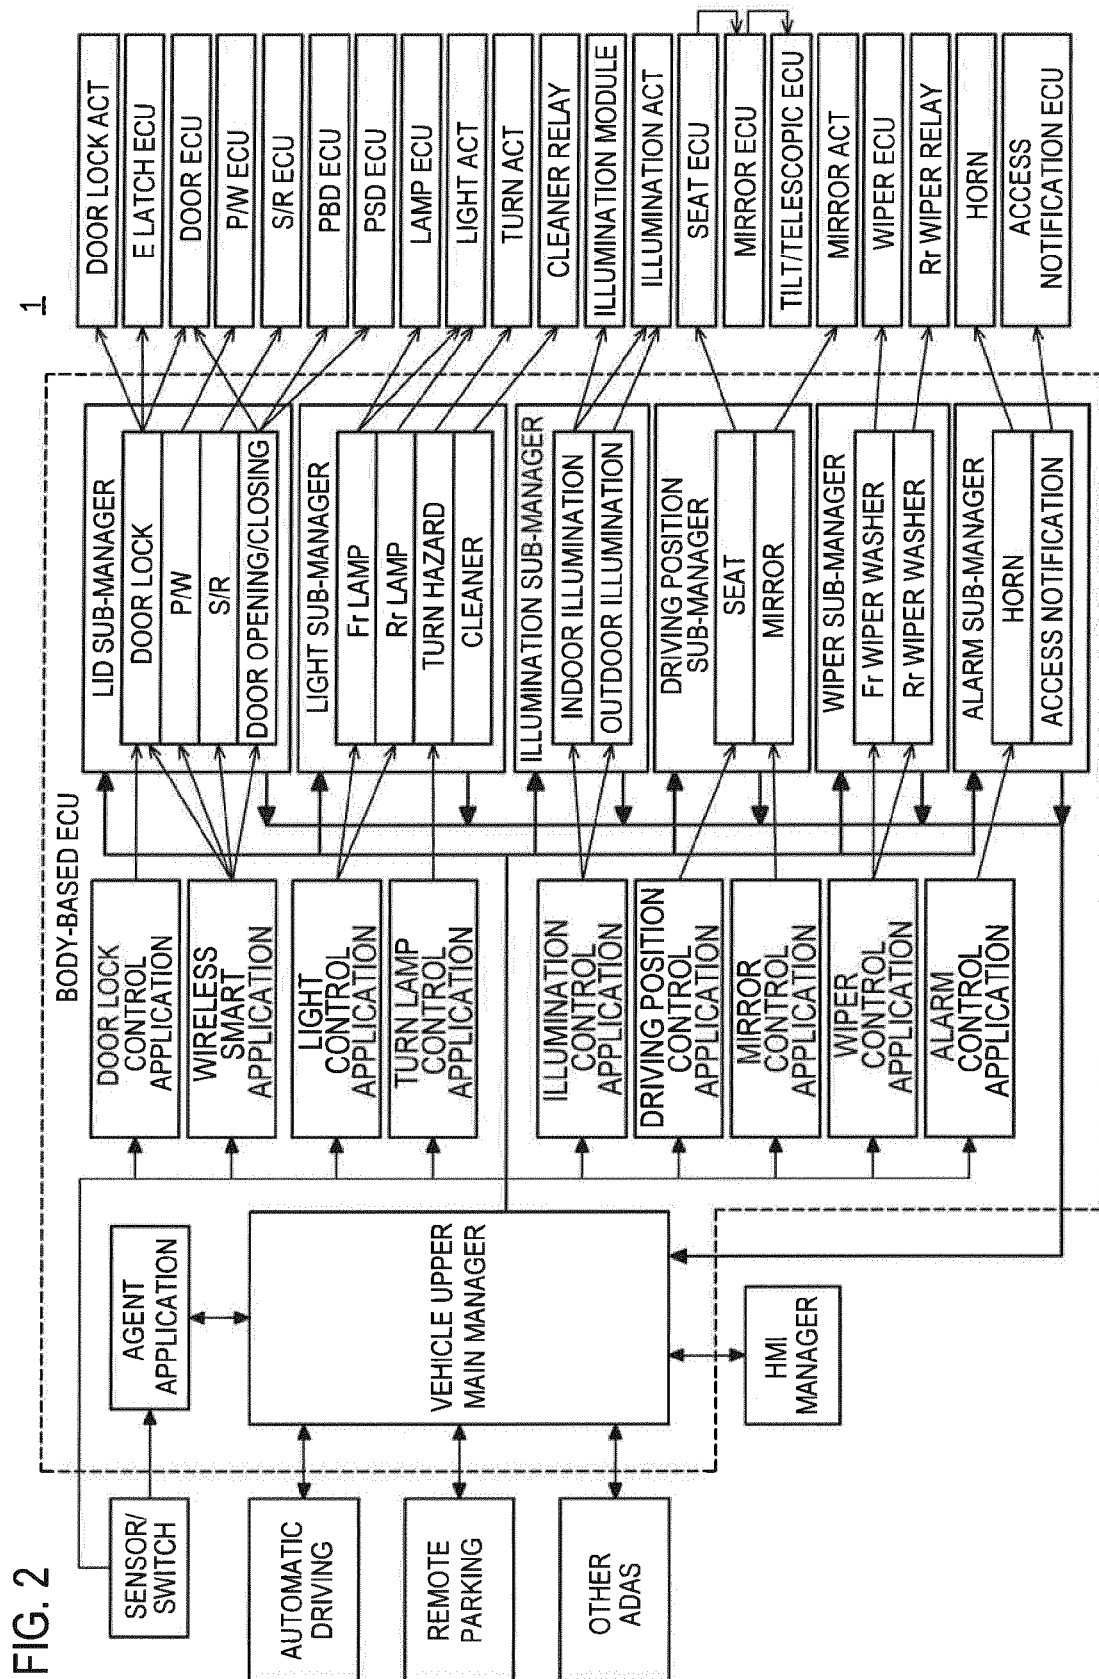 FIG. 2
1
SENSOR/
SWITCH
AUTOMATIC
DRIVING
REMOTE
PARKING
OTHER
ADAS
AGENT
APPLICATION
VEHICLE UPPER
MAIN MANAGER
HMI
MANAGER
BODY-BASED ECU
DOOR LOCK
CONTROL
APPLICATION
WIRELESS
SMART
APPLICATION
LIGHT
CONTROL
APPLICATION
TURN LAMP
CONTROL
APPLICATION
ILLUMINATION
CONTROL
APPLICATION
DRIVING POSITION
CONTROL
APPLICATION
MIRROR
CONTROL
APPLICATION
WIPER
CONTROL
APPLICATION
ALARM
CONTROL
APPLICATION
LID SUB-MANAGER
DOOR LOCK
P/W
S/R
DOOR OPENING/CLOSING
LIGHT SUB-MANAGER
Fr LAMP
Rr LAMP
TURN HAZARD
CLEANER
ILLUMINATION SUB-MANAGER
INDOOR ILLUMINATION
OUTDOOR ILLUMINATION
DRIVING POSITION
SUB-MANAGER
SEAT
MIRROR
WIPER SUB-MANAGER
Fr WIPER WASHER
Rr WIPER WASHER
ALARM SUB-MANAGER
HORN
ACCESS NOTIFICATION
DOOR LOCK ACT
E LATCH ECU
DOOR ECU
P/W ECU
S/R ECU
PBD ECU
PSD ECU
LAMP ECU
LIGHT ACT
TURN ACT
CLEANER RELAY
ILLUMINATION MODULE
ILLUMINATION ACT
SEAT ECU
MIRROR ECU
TILT/TELESCOPIC ECU
MIRROR ACT
WIPER ECU
Rr WIPER RELAY
HORN
ACCESS
NOTIFICATION ECU